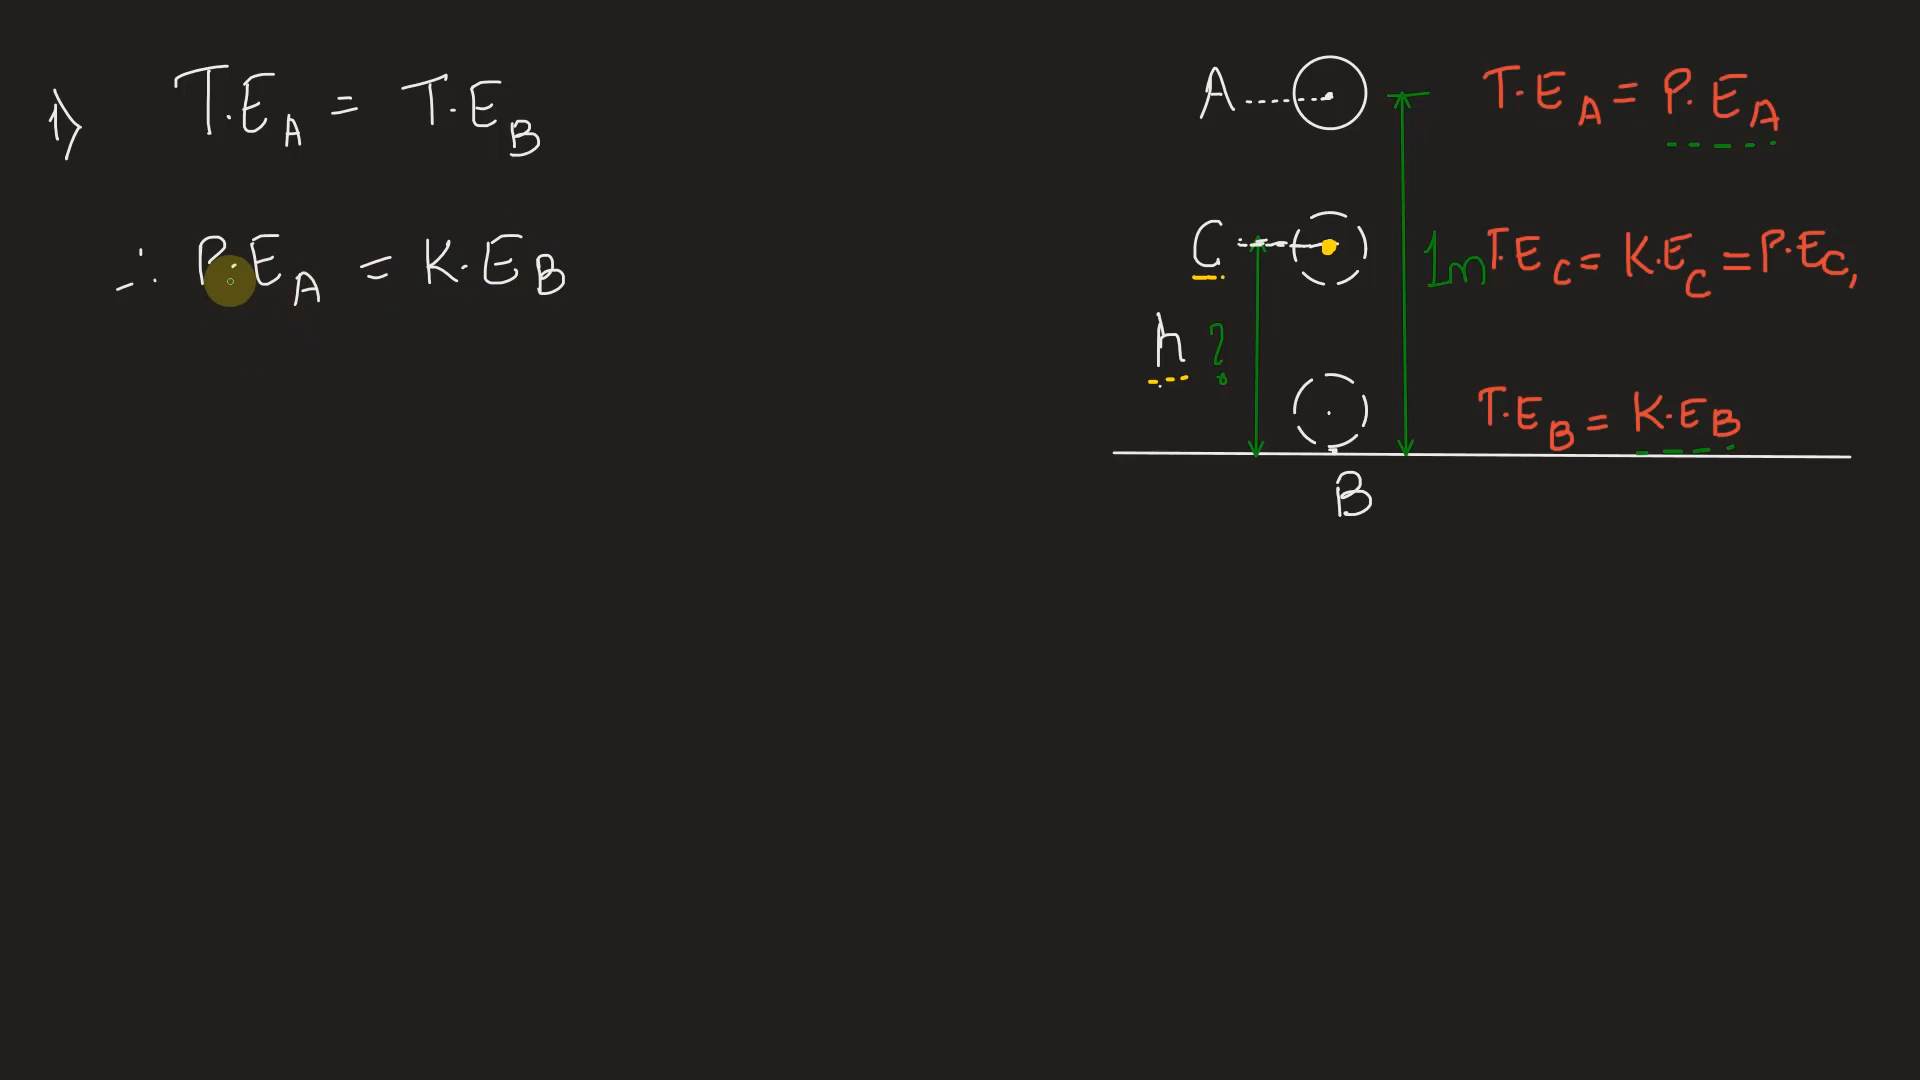 1) T.E_A = T.E_B
∴ P.E_A = K.E_B
A
T.E_A = P.E_A
C
1m
T.E_C = K.E_C = P.E_C,
h ?
T.E_B = K.E_B
B